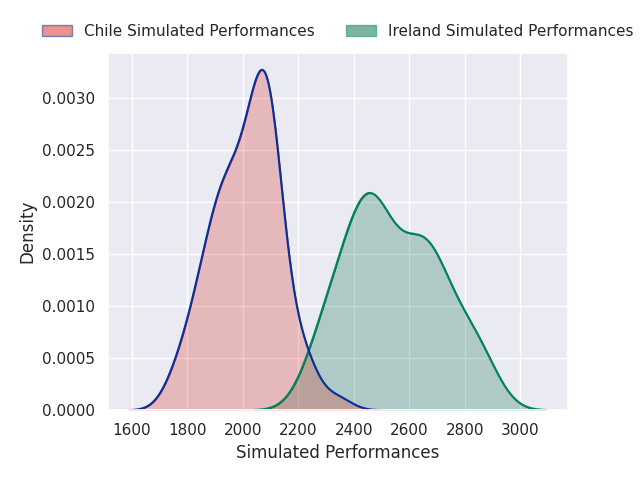 Chile Simulated Performances Ireland Simulated Performances
0.0030
0.0025
0.0020
0.0015
0.0010
0.0005
0.0000
Density
1600 1800 2000 2200 2400 2600 2800 3000
Simulated Performances